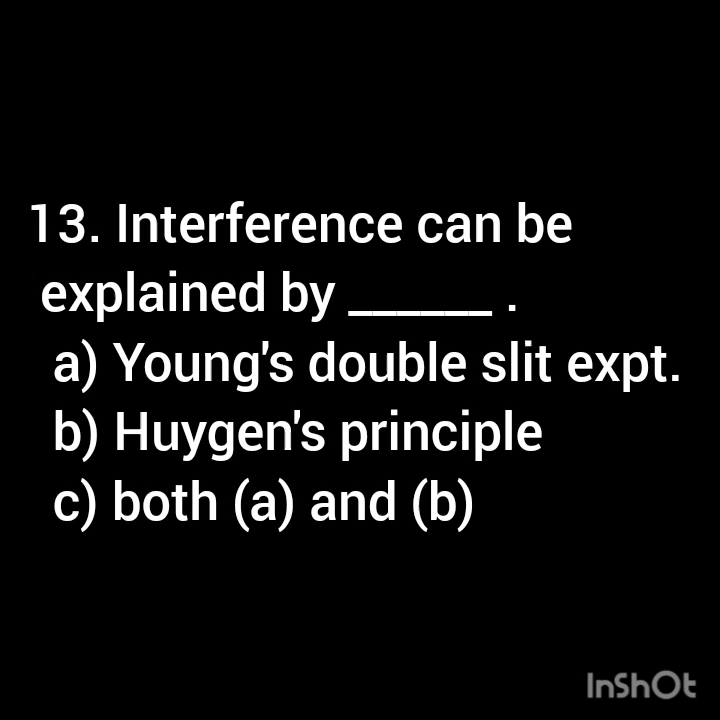 13. Interference can be
explained by ______ .
a) Young's double slit expt.
b) Huygen's principle
c) both (a) and (b)
InShOt